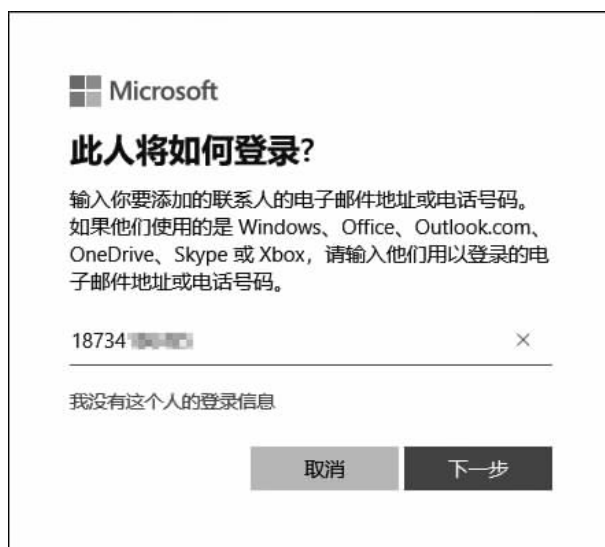 Microsoft
此人将如何登录?
输入你要添加的联系人的电子邮件地址或电话号码。
如果他们使用的是 Windows、Office、Outlook.com、
OneDrive、Skype 或 Xbox，请输入他们用以登录的电
子邮件地址或电话号码。
18734
我没有这个人的登录信息
取消
下一步